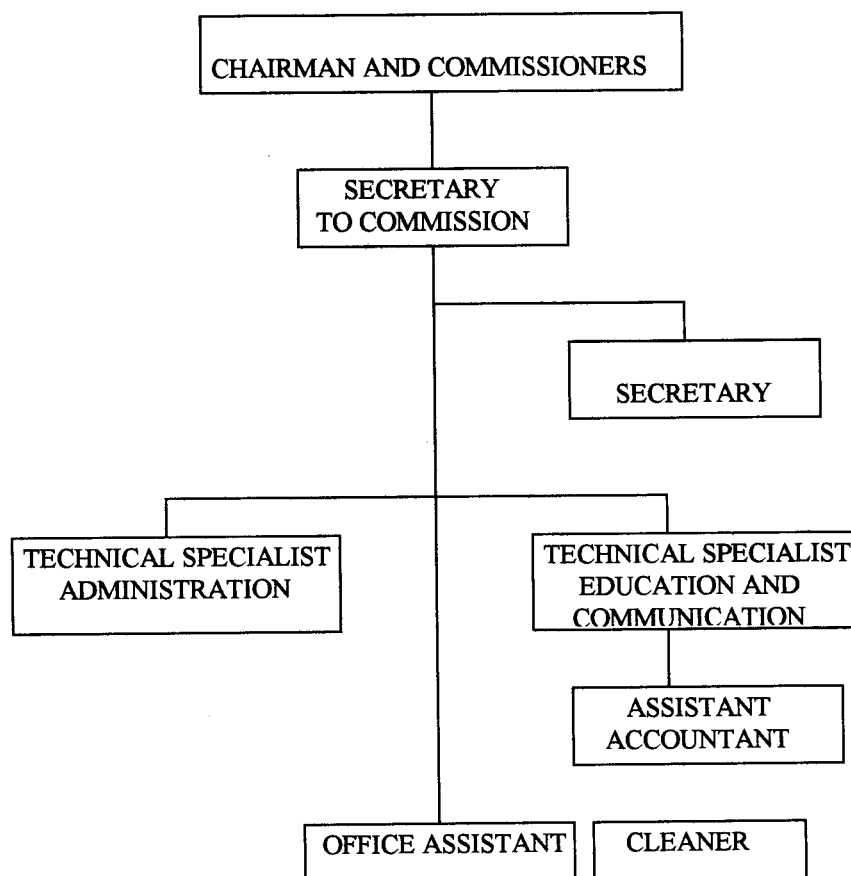 CHAIRMAN AND COMMISSIONERS
SECRETARY
TO COMMISSION
SECRETARY
TECHNICAL SPECIALIST
ADMINISTRATION
TECHNICAL SPECIALIST
EDUCATION AND
COMMUNICATION
ASSISTANT
ACCOUNTANT
OFFICE ASSISTANT
CLEANER